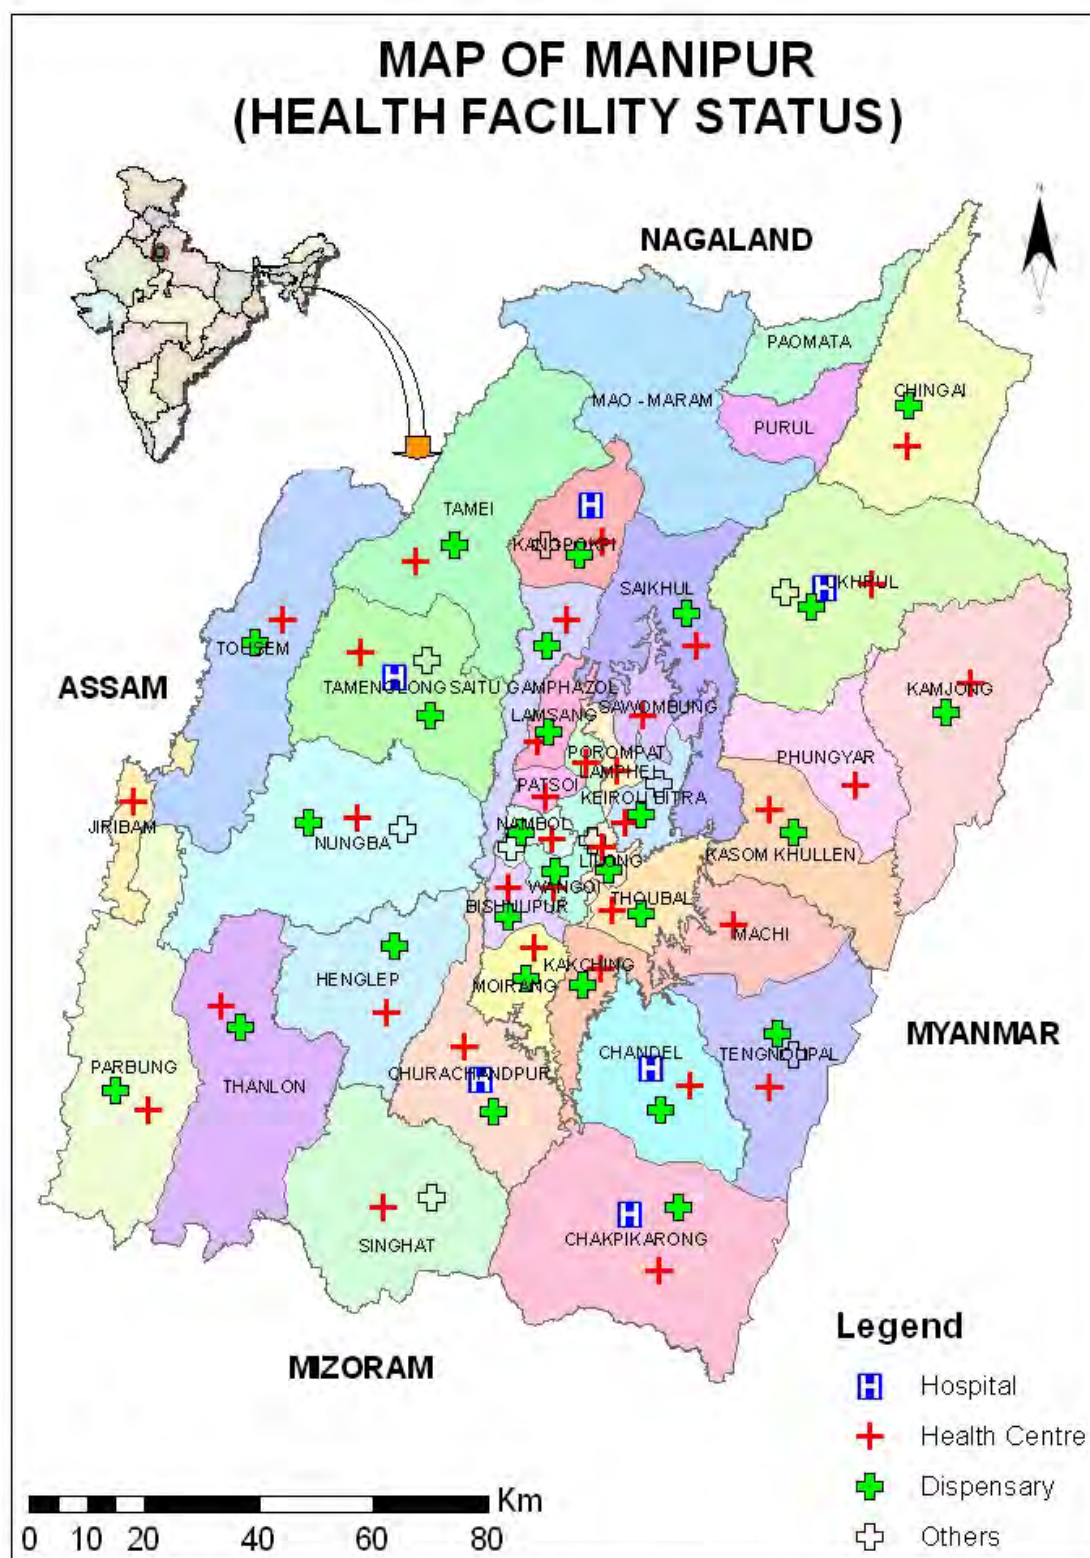 MAP OF MANIPUR
(HEALTH FACILITY STATUS)
NAGALAND
PAOMATA
CHINGAI
MAO - MARAM
PURUL
TAMEI
KANGPOKPI
SAIKHUL
UKHRUL
TOUSEM
ASSAM
TAMENGLONG
SAITU GAMPHAZOL
KAMJONG
LAMSANG
SAWOMBUNG
POROMPAT
PHUNGYAR
LAMPHEL
PATSOI
KEIROU BITRA
JIRIBAM
NAMBOL
NUNGBA
KASOM KHULLEN
LILONG
WANGOI
THOUBAL
BISHNUPUR
MACHI
KAKCHING
HENGLEP
MOIRANG
MYANMAR
CHANDEL
TENGNOUPAL
PARBUNG
CHURACHANDPUR
THANLON
CHAKPIKARONG
SINGHAT
Legend
MIZORAM
H Hospital
Health Centre
Dispensary
Others
Km
0 10 20 40 60 80